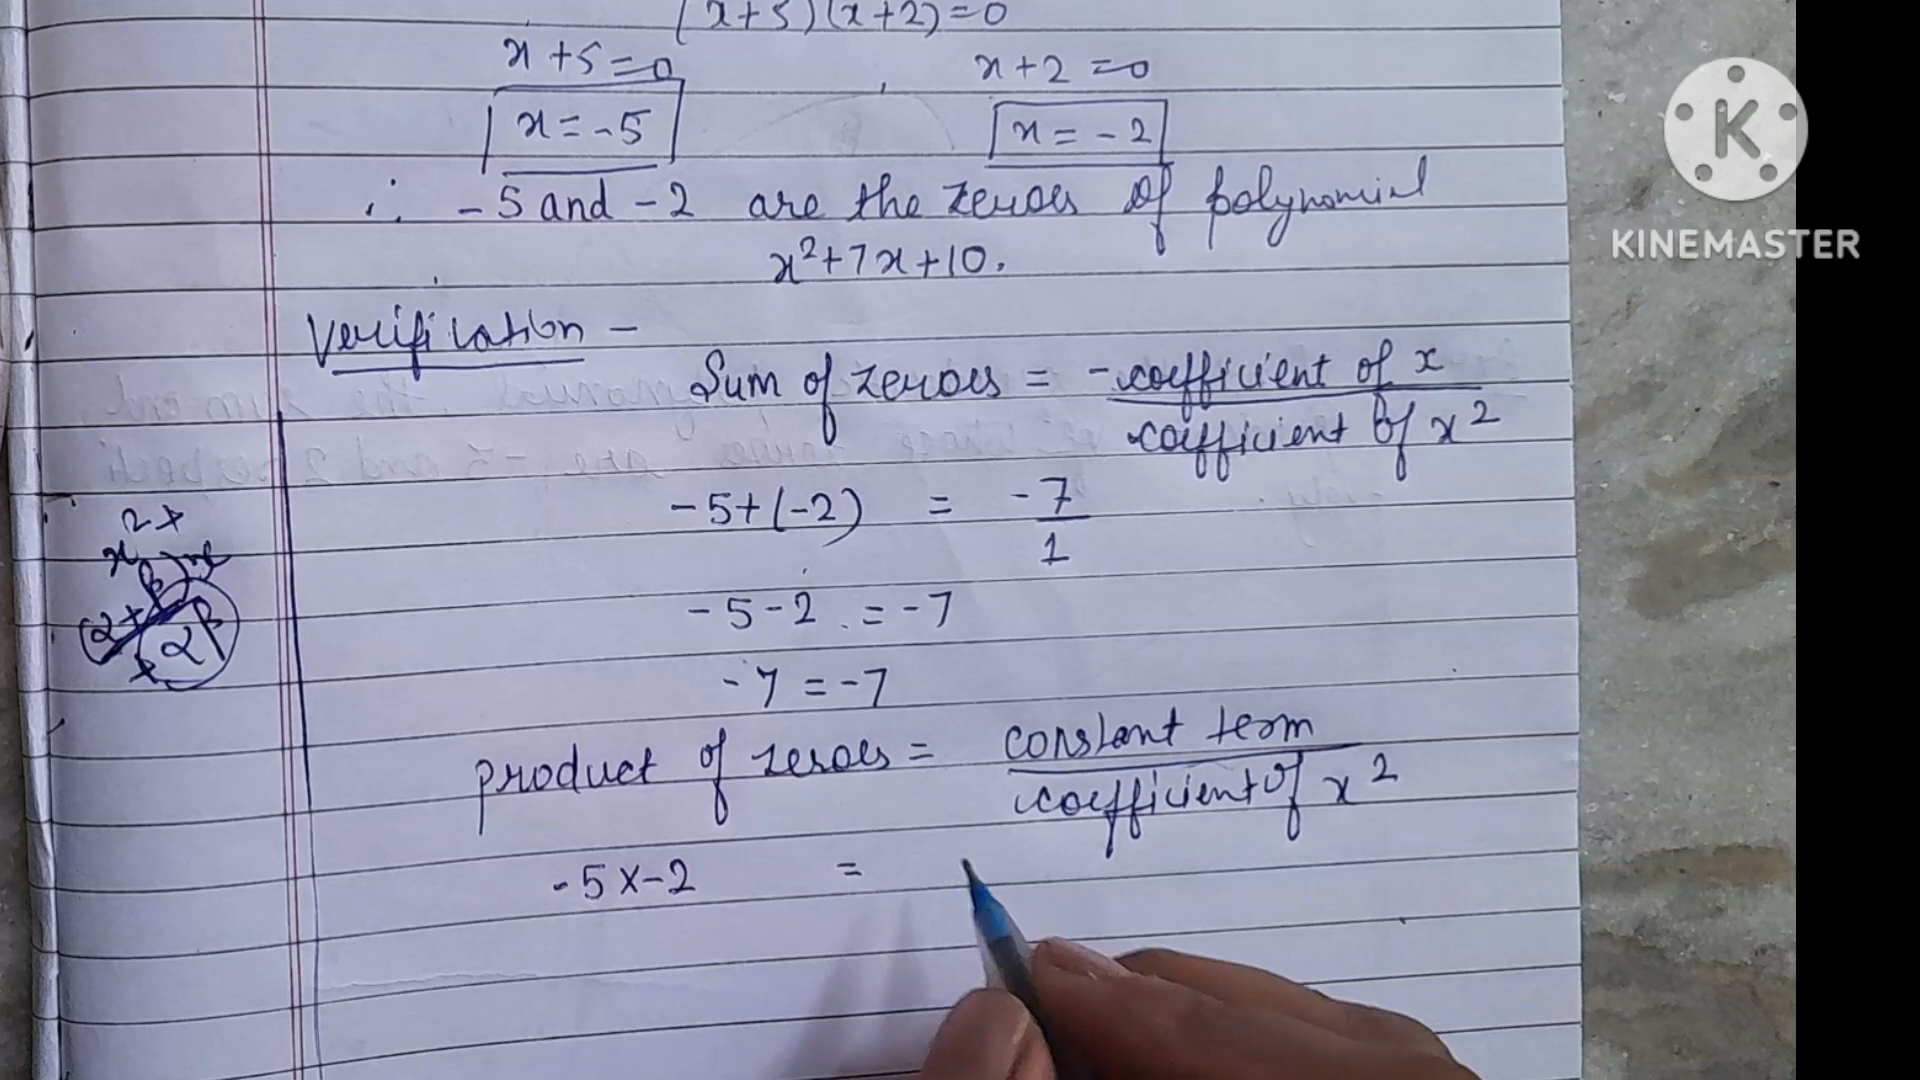 (x+5)(x+2)=0
x+5=0 x+2=0
x=-5 x=-2
∴ -5 and -2 are the zeroes of polynomial
x²+7x+10.
Verification -
Sum of zeroes = -coefficient of x
coefficient of x²
-5+(-2) = -7
1
-5-2 = -7
-7 = -7
product of zeroes = constant term
coefficient of x²
-5x-2 =
K
KINEMASTER